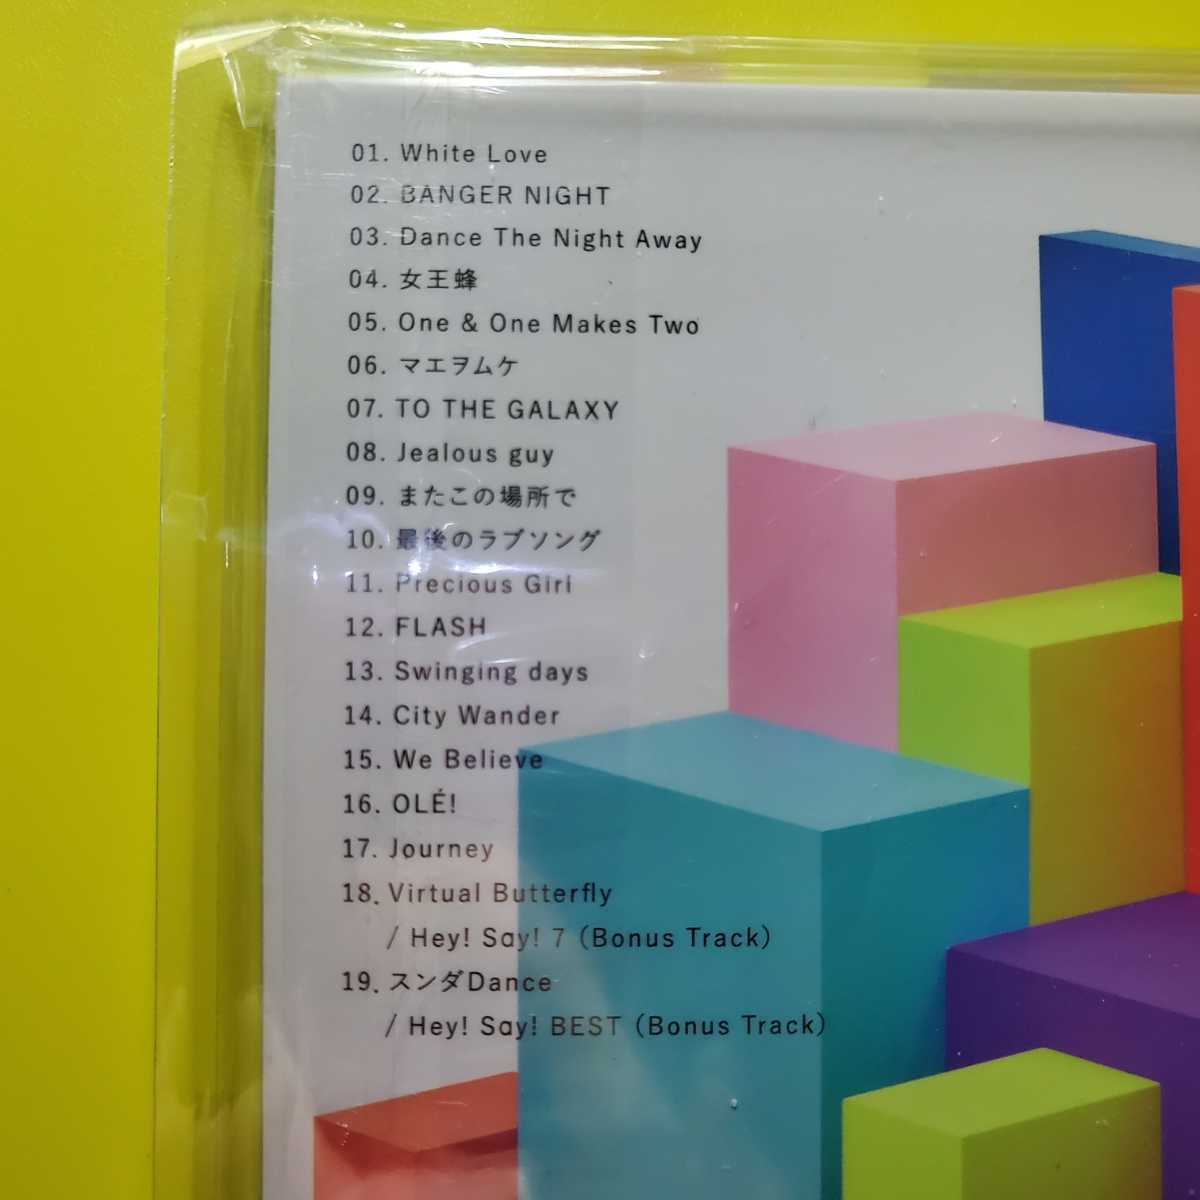 01. White Love
02. BANGER NIGHT
03. Dance The Night Away
04. 女王蜂
05. One & One Makes Two
06. マエヲムケ
07. TO THE GALAXY
08. Jealous guy
09. またこの場所で
10. 最後のラブソング
11. Precious Girl
12. FLASH
13. Swinging days
14. City Wander
15. We Believe
16. OLÉ!
17. Journey
18. Virtual Butterfly
/ Hey! Say! 7 (Bonus Track)
19. スンダDance
/ Hey! Say! BEST (Bonus Track)